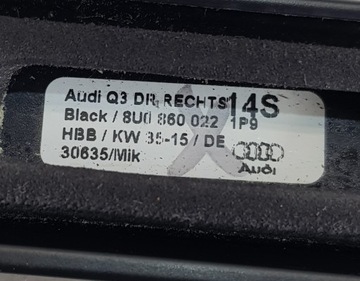 Audi Q3 DR, RECHTS 14S
Black / 8U0 860 022 1P9
HBB / KW 35-15 / DE
30635/Mik
Audi